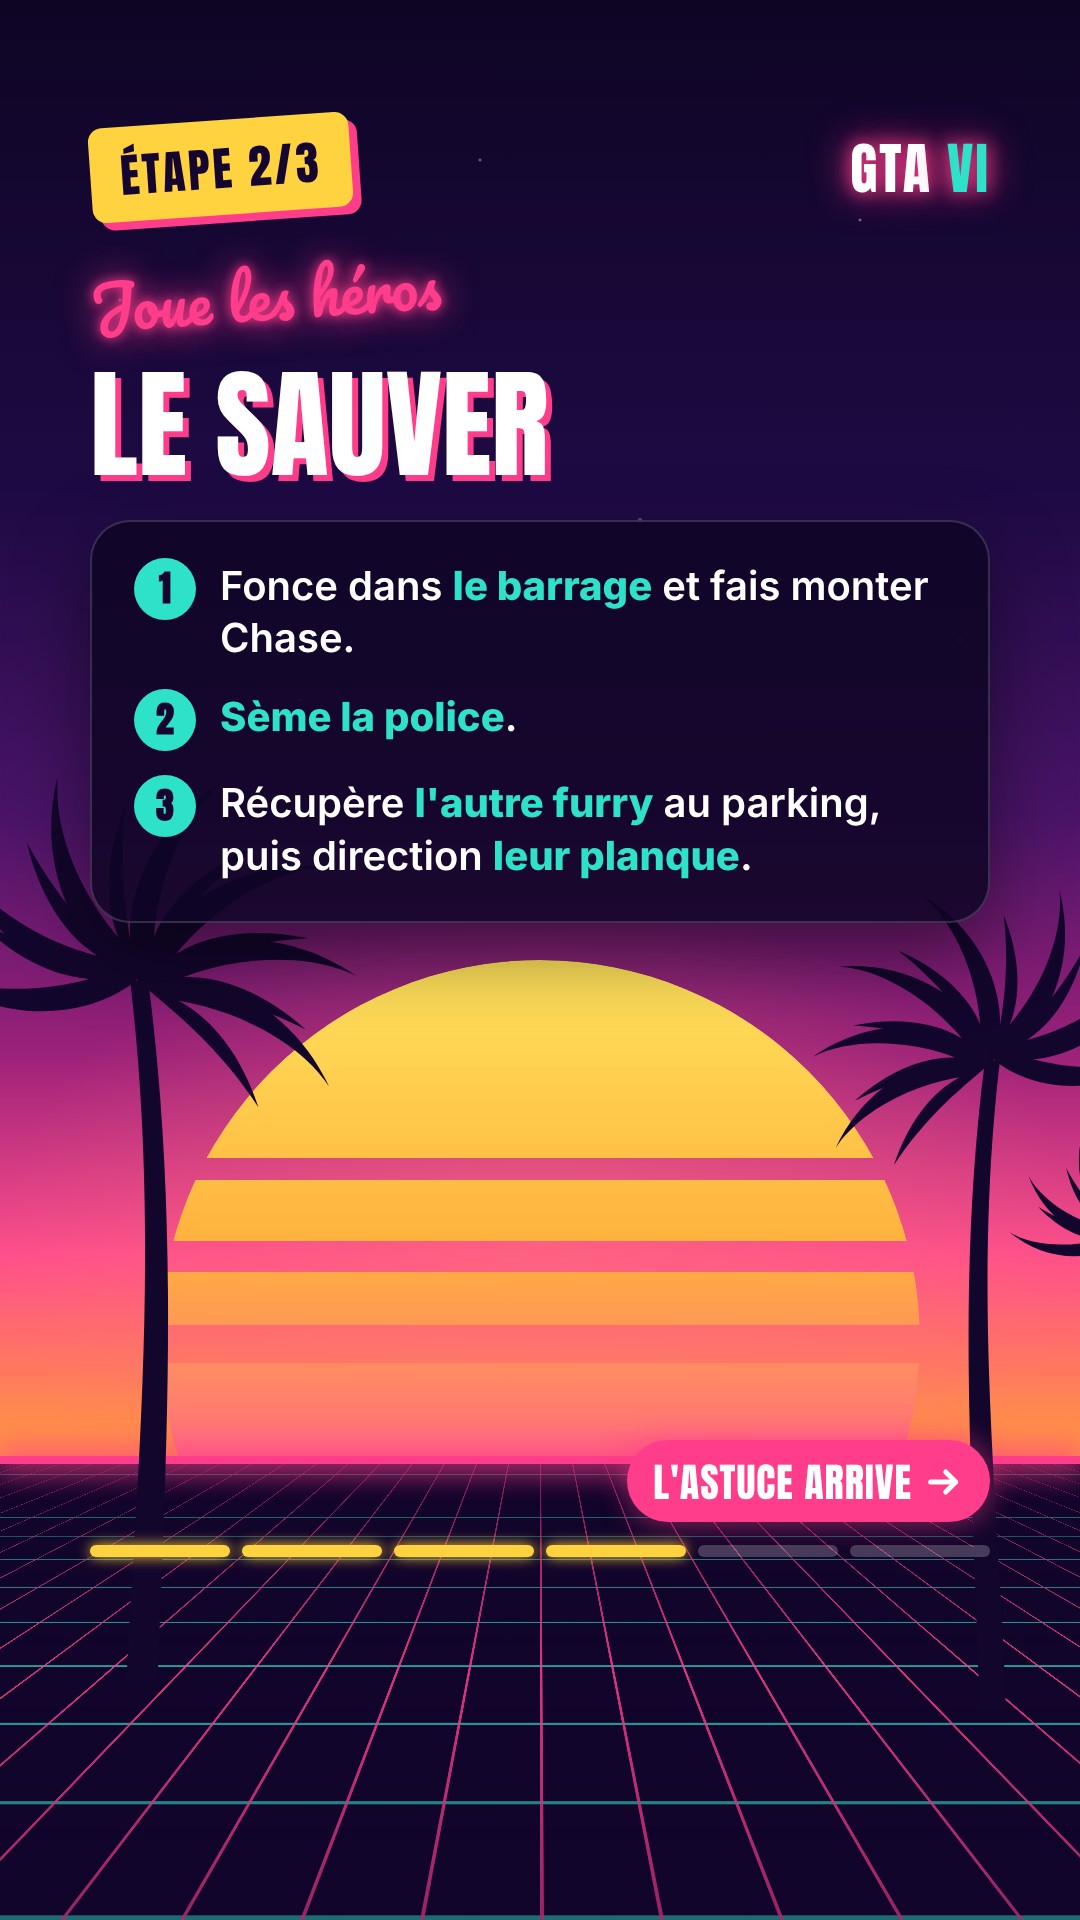 ÉTAPE 2/3
GTA VI
Joue les héros
LE SAUVER
1 Fonce dans le barrage et fais monter
Chase.
2 Sème la police.
3 Récupère l'autre furry au parking,
puis direction leur planque.
L'ASTUCE ARRIVE →